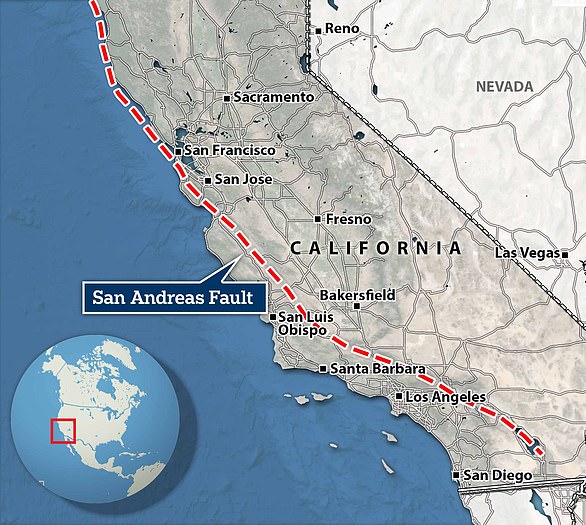 Reno
NEVADA
Sacramento
San Francisco
San Jose
Fresno
CALIFORNIA
Las Vegas
San Andreas Fault
Bakersfield
San Luis
Obispo
Santa Barbara
Los Angeles
San Diego